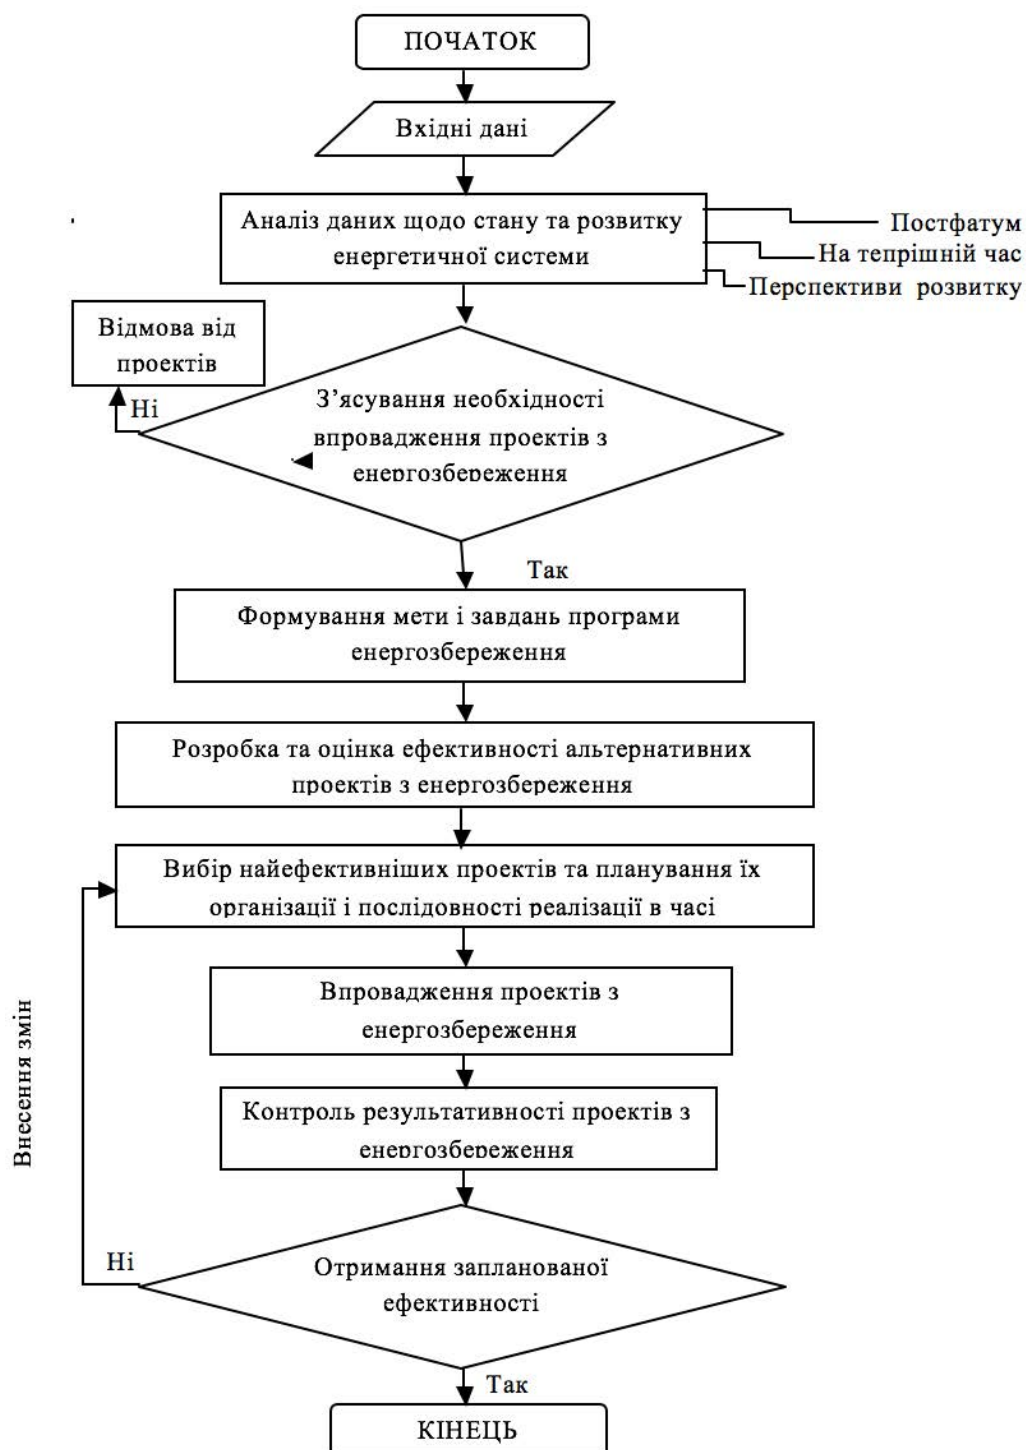 ПОЧАТОК
Вхідні дані
Аналіз даних щодо стану та розвитку
енергетичної системи
Постфатум
На тепрішній час
Перспективи розвитку
Відмова від
проектів
Ні
З’ясування необхідності
впровадження проектів з
енергозбереження
Так
Формування мети і завдань програми
енергозбереження
Розробка та оцінка ефективності альтернативних
проектів з енергозбереження
Вибір найефективніших проектів та планування їх
організації і послідовності реалізації в часі
Впровадження проектів з
енергозбереження
Внесення змін
Контроль результативності проектів з
енергозбереження
Ні
Отримання запланованої
ефективності
Так
КІНЕЦЬ